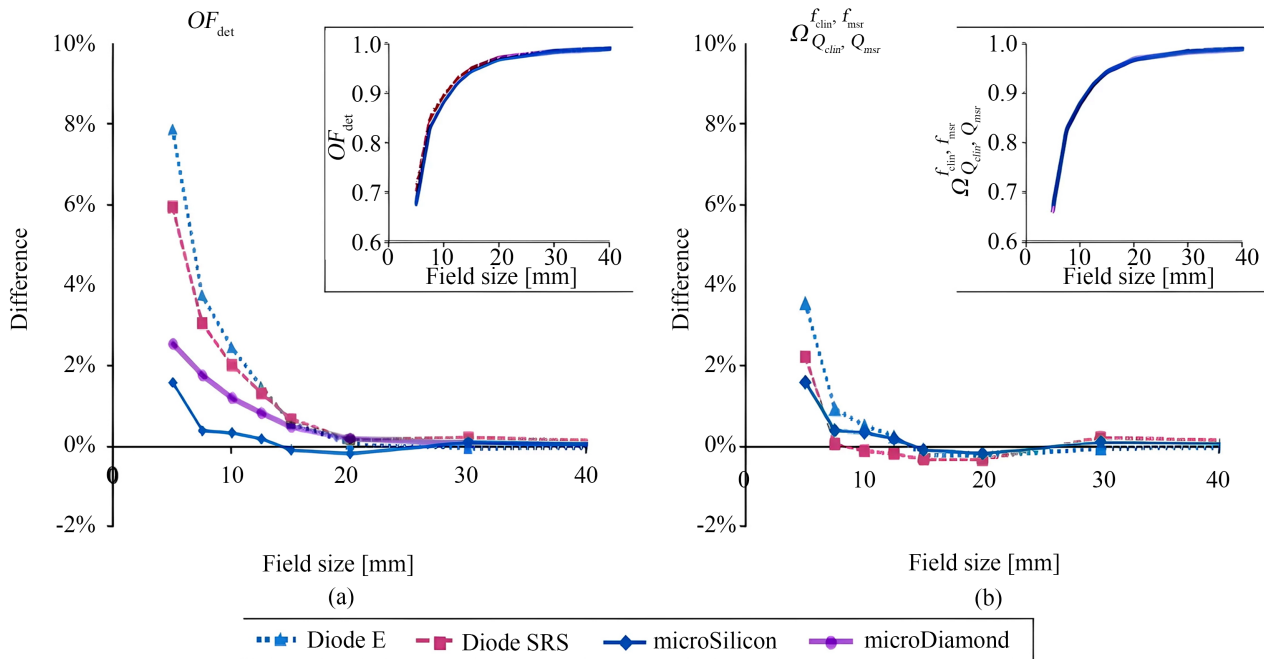 OF_det
10%
8%
6%
4%
2%
0%
-2%
Difference
0 10 20 30 40
Field size [mm]
(a)
1.0
0.9
0.8
0.7
0.6
OF_det
0 10 20 30 40
Field size [mm]
Ω^{f_clin, f_msr}_{Q_clin, Q_msr}
10%
8%
6%
4%
2%
0%
-2%
Difference
0 10 20 30 40
Field size [mm]
(b)
1.0
0.9
0.8
0.7
0.6
Ω^{f_clin, f_msr}_{Q_clin, Q_msr}
0 10 20 30 40
Field size [mm]
Diode E Diode SRS microSilicon microDiamond